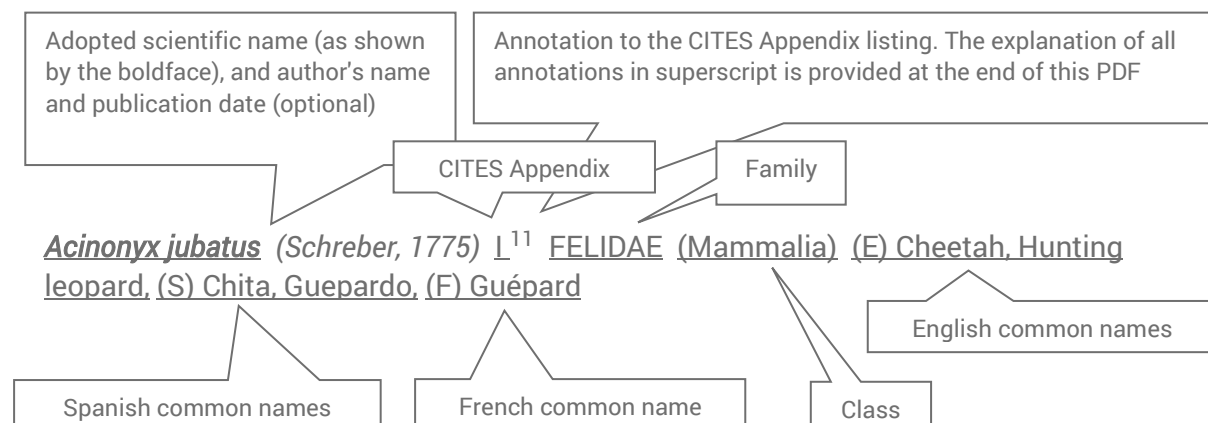 Adopted scientific name (as shown
by the boldface), and author's name
and publication date (optional)
Annotation to the CITES Appendix listing. The explanation of all
annotations in superscript is provided at the end of this PDF
CITES Appendix
Family
Acinonyx jubatus (Schreber, 1775) I 11 FELIDAE (Mammalia) (E) Cheetah, Hunting
leopard, (S) Chita, Guepardo, (F) Guépard
English common names
Spanish common names
French common name
Class